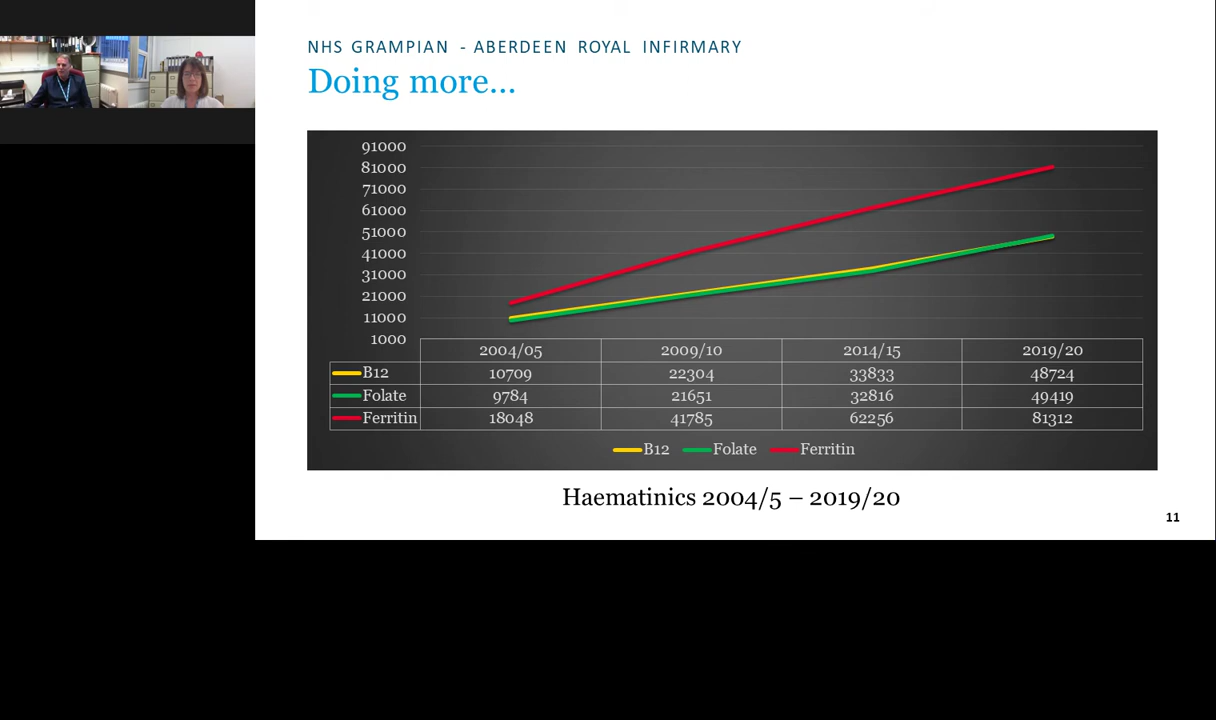 NHS GRAMPIAN - ABERDEEN ROYAL INFIRMARY
Doing more...
91000
81000
71000
61000
51000
41000
31000
21000
11000
1000
2004/05 2009/10 2014/15 2019/20
B12 10709 22304 33833 48724
Folate 9784 21651 32816 49419
Ferritin 18048 41785 62256 81312
B12 Folate Ferritin
Haematinics 2004/5 – 2019/20
11